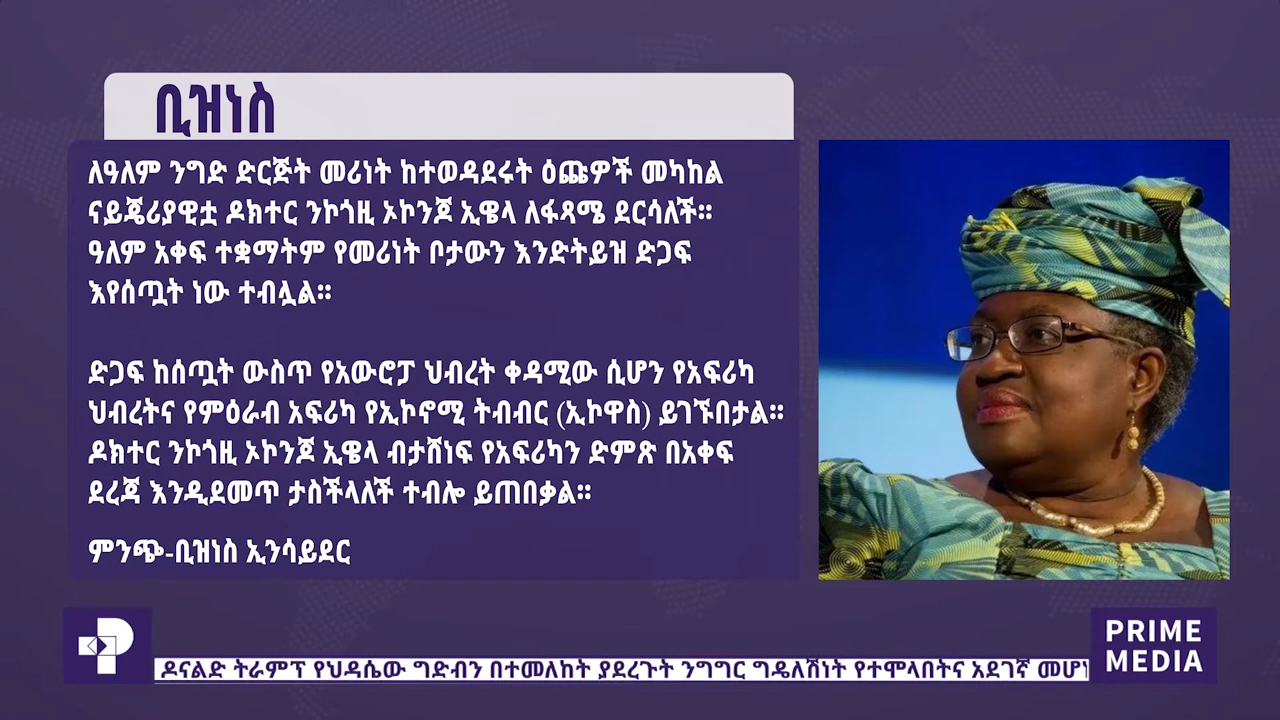 ቢዝነስ
ለዓለም ንግድ ድርጅት መሪነት ከተወዳደሩት ዕጩዎች መካከል
ናይጄሪያዊቷ ዶክተር ንኮጎዚ ኦኮንጆ ኢዌላ ለፋጻሜ ደርሳለች፡፡
ዓለም አቀፍ ተቋማትም የመሪነት ቦታውን እንድትይዝ ድጋፍ
እየሰጧት ነው ተብሏል፡፡
ድጋፍ ከሰጧት ውስጥ የአውሮፓ ህብረት ቀዳሚው ሲሆን የአፍሪካ
ህብረትና የምዕራብ አፍሪካ የኢኮኖሚ ትብብር (ኢኮዋስ) ይገኙበታል፡፡
ዶክተር ንኮጎዚ ኦኮንጆ ኢዌላ ብታሸነፍ የአፍሪካን ድምጽ በአቀፍ
ደረጃ እንዲደመጥ ታስችላለች ተብሎ ይጠበቃል፡፡
ምንጭ-ቢዝነስ ኢንሳይደር
PRIME
MEDIA
ዶናልድ ትራምፕ የህዳሴው ግድብን በተመለከት ያደረጉት ንግግር ግዴለሽነት የተሞላበትና አደገኛ